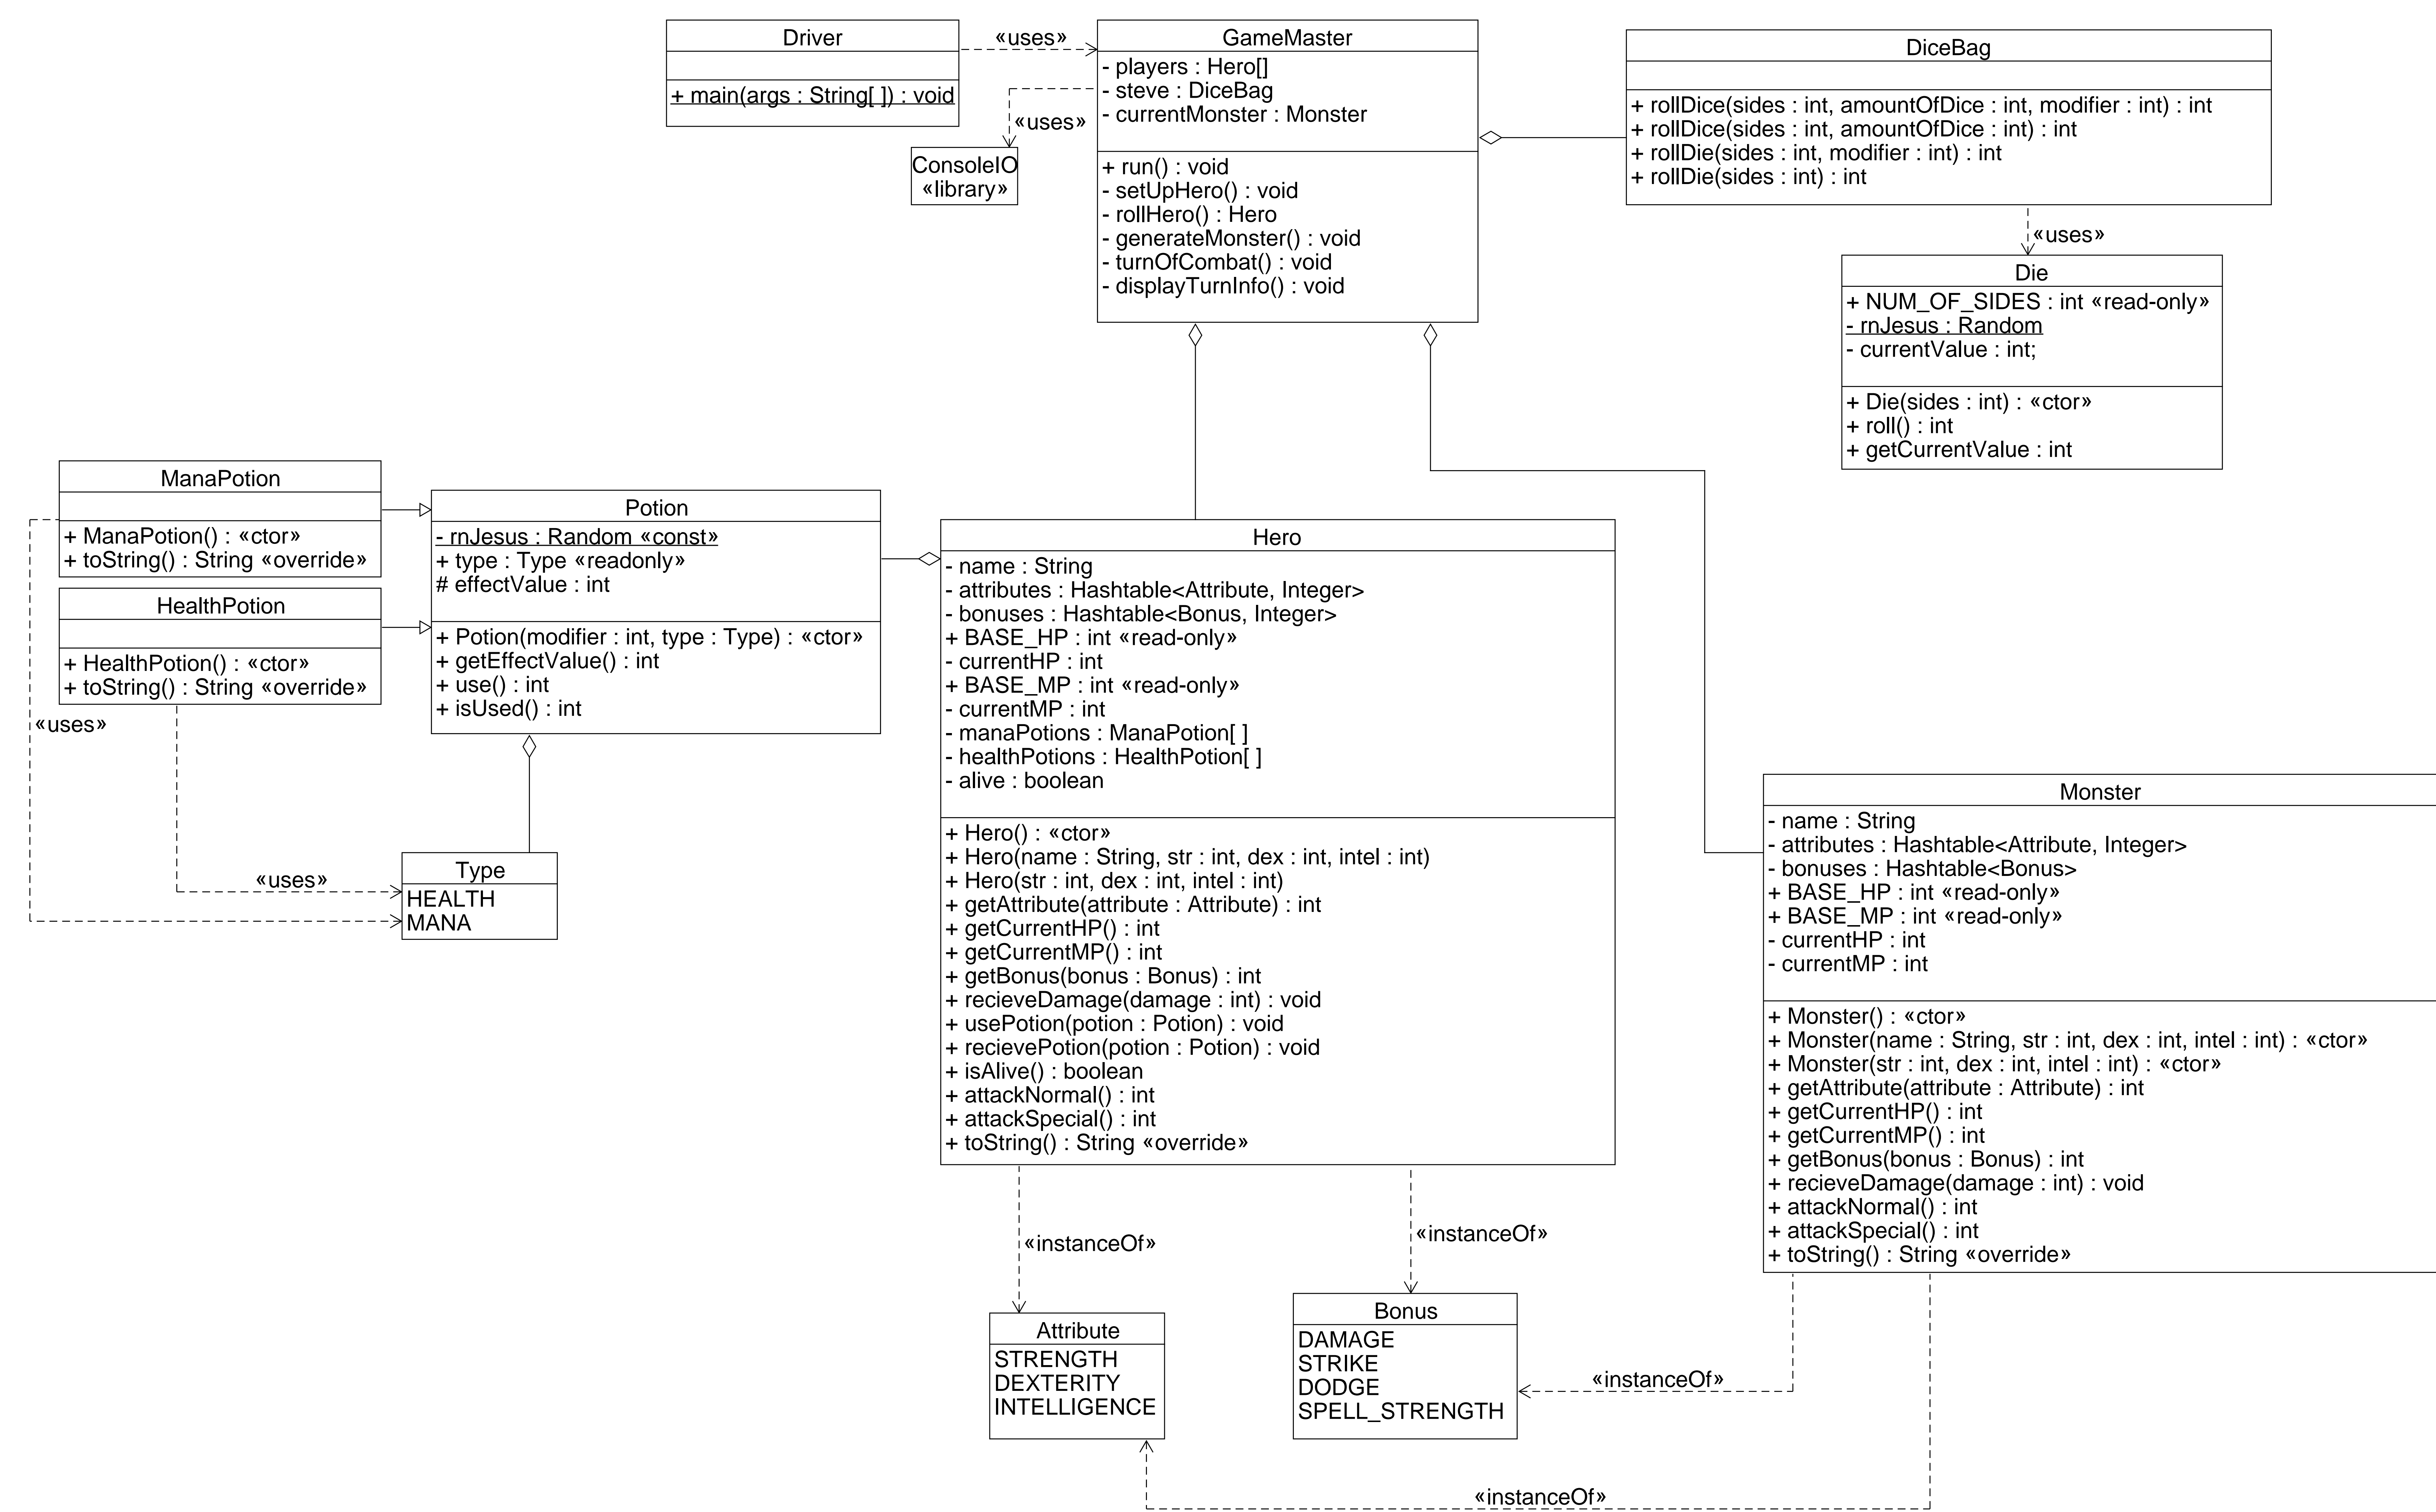 Driver
+ main(args : String[ ]) : void
«uses»
GameMaster
- players : Hero[]
- steve : DiceBag
- currentMonster : Monster
+ run() : void
- setUpHero() : void
- rollHero() : Hero
- generateMonster() : void
- turnOfCombat() : void
- displayTurnInfo() : void
«uses»
ConsoleIO
«library»
DiceBag
+ rollDice(sides : int, amountOfDice : int, modifier : int) : int
+ rollDice(sides : int, amountOfDice : int) : int
+ rollDie(sides : int, modifier : int) : int
+ rollDie(sides : int) : int
«uses»
Die
+ NUM_OF_SIDES : int «read-only»
- rnJesus : Random
- currentValue : int;
+ Die(sides : int) : «ctor»
+ roll() : int
+ getCurrentValue : int
ManaPotion
+ ManaPotion() : «ctor»
+ toString() : String «override»
HealthPotion
+ HealthPotion() : «ctor»
+ toString() : String «override»
«uses»
«uses»
Potion
- rnJesus : Random «const»
+ type : Type «readonly»
# effectValue : int
+ Potion(modifier : int, type : Type) : «ctor»
+ getEffectValue() : int
+ use() : int
+ isUsed() : int
Type
HEALTH
MANA
Hero
- name : String
- attributes : Hashtable<Attribute, Integer>
- bonuses : Hashtable<Bonus, Integer>
+ BASE_HP : int «read-only»
- currentHP : int
+ BASE_MP : int «read-only»
- currentMP : int
- manaPotions : ManaPotion[ ]
- healthPotions : HealthPotion[ ]
- alive : boolean
+ Hero() : «ctor»
+ Hero(name : String, str : int, dex : int, intel : int)
+ Hero(str : int, dex : int, intel : int)
+ getAttribute(attribute : Attribute) : int
+ getCurrentHP() : int
+ getCurrentMP() : int
+ getBonus(bonus : Bonus) : int
+ recieveDamage(damage : int) : void
+ usePotion(potion : Potion) : void
+ recievePotion(potion : Potion) : void
+ isAlive() : boolean
+ attackNormal() : int
+ attackSpecial() : int
+ toString() : String «override»
Monster
- name : String
- attributes : Hashtable<Attribute, Integer>
- bonuses : Hashtable<Bonus>
+ BASE_HP : int «read-only»
+ BASE_MP : int «read-only»
- currentHP : int
- currentMP : int
+ Monster() : «ctor»
+ Monster(name : String, str : int, dex : int, intel : int) : «ctor»
+ Monster(str : int, dex : int, intel : int) : «ctor»
+ getAttribute(attribute : Attribute) : int
+ getCurrentHP() : int
+ getCurrentMP() : int
+ getBonus(bonus : Bonus) : int
+ recieveDamage(damage : int) : void
+ attackNormal() : int
+ attackSpecial() : int
+ toString() : String «override»
«instanceOf»
«instanceOf»
Attribute
STRENGTH
DEXTERITY
INTELLIGENCE
Bonus
DAMAGE
STRIKE
DODGE
SPELL_STRENGTH
«instanceOf»
«instanceOf»